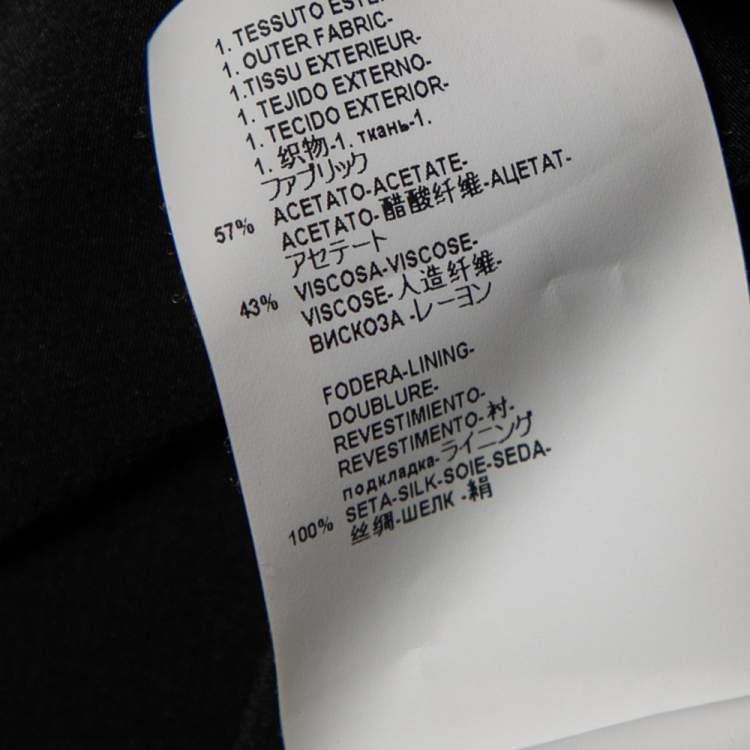 1. TESSUTO ESTE
1. OUTER FABRIC-
1.TISSU EXTERIEUR-
1. TEJIDO EXTERNO-
1. TECIDO EXTERIOR-
1. 织物-1. ткань-1.
ファブリック
57% ACETATO-ACETATE-
ACETATO-醋酸纤维-АЦЕТАТ-
アセテート
43% VISCOSA-VISCOSE-
VISCOSE-人造纤维-
ВИСКОЗА -レーヨン
FODERA-LINING-
DOUBLURE-
REVESTIMIENTO-
REVESTIMENTO-衬-
подкладка-ライニング
100% SETA-SILK-SOIE-SEDA-
丝绸-ШЕЛК -絹